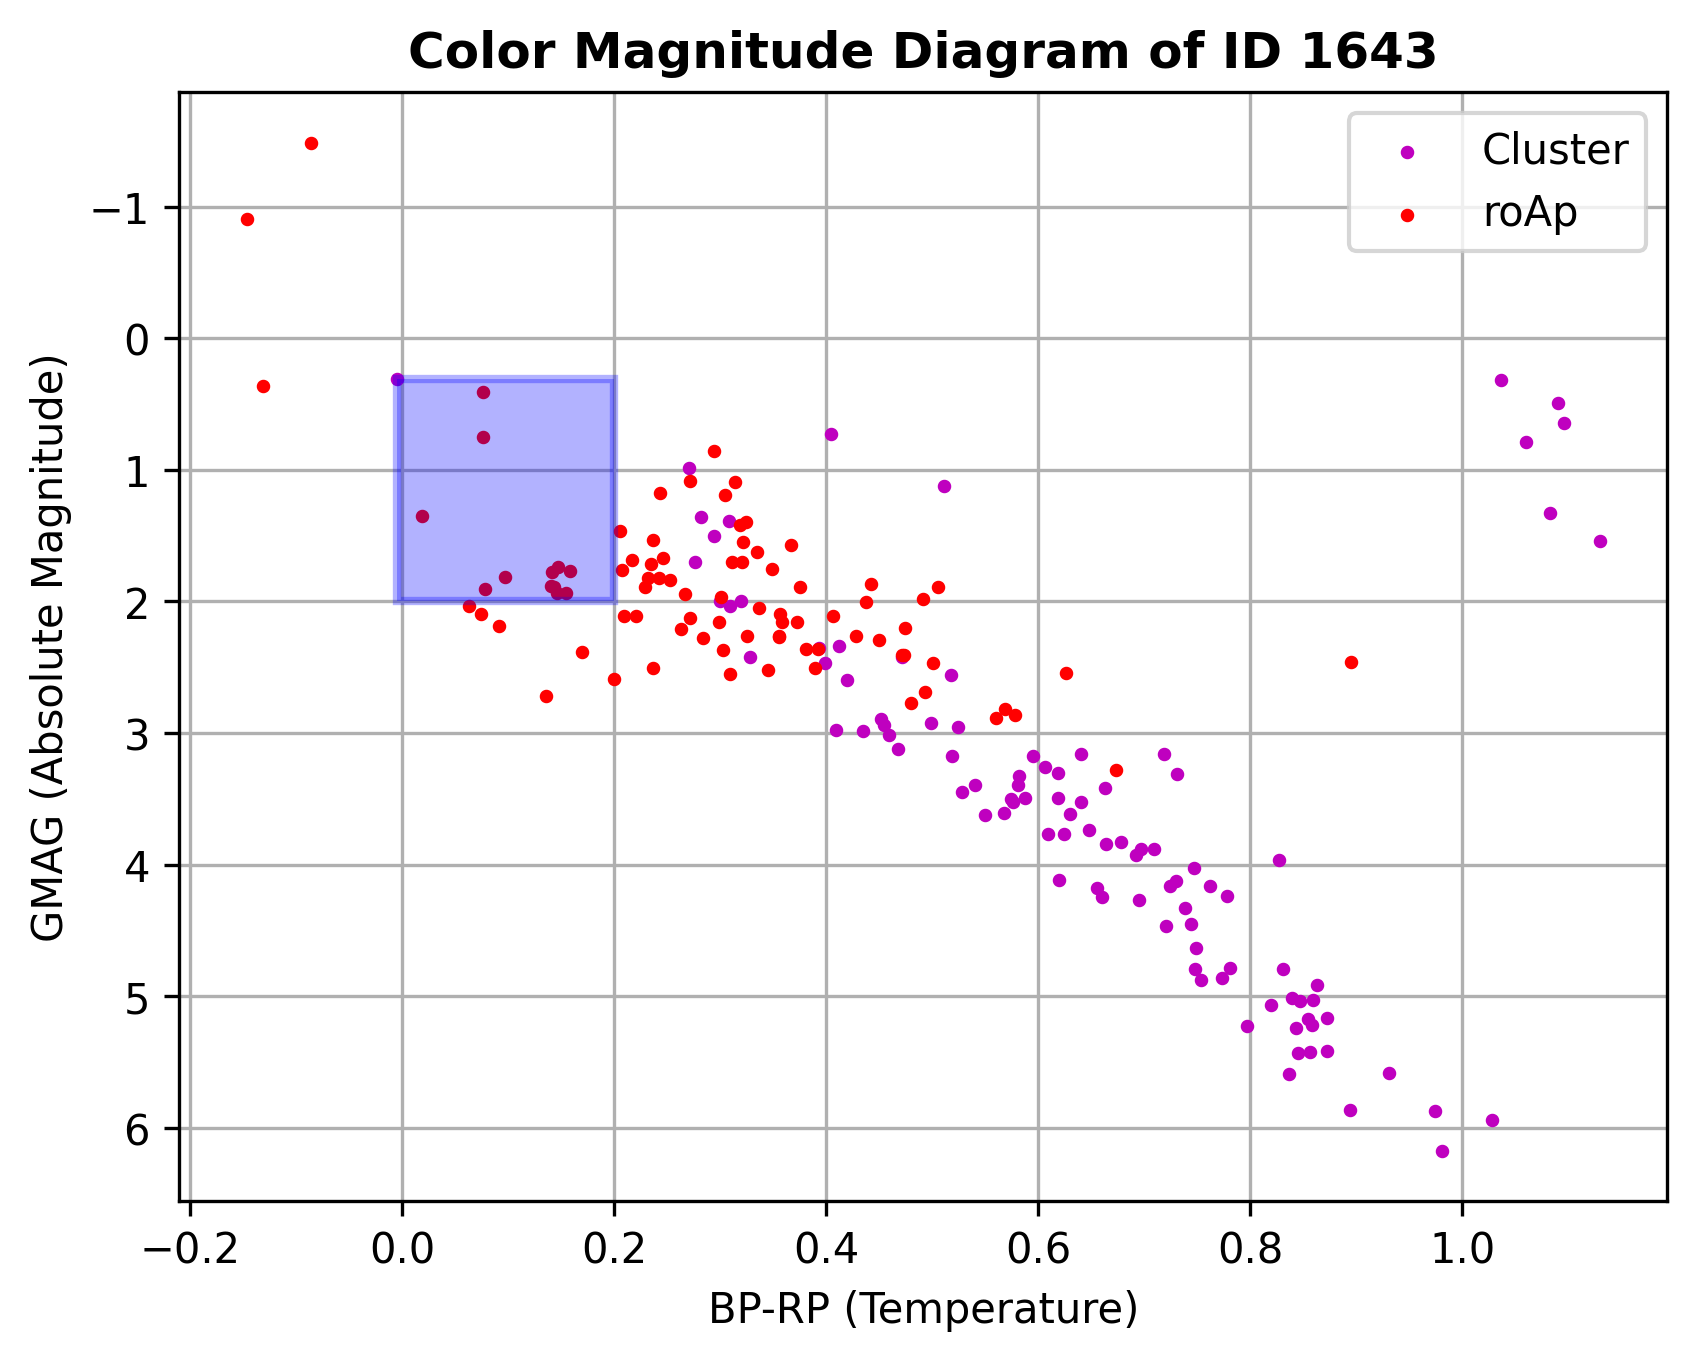 Color Magnitude Diagram of ID 1643
Cluster
roAp
GMAG (Absolute Magnitude)
−1
0
1
2
3
4
5
6
−0.2 0.0 0.2 0.4 0.6 0.8 1.0
BP-RP (Temperature)